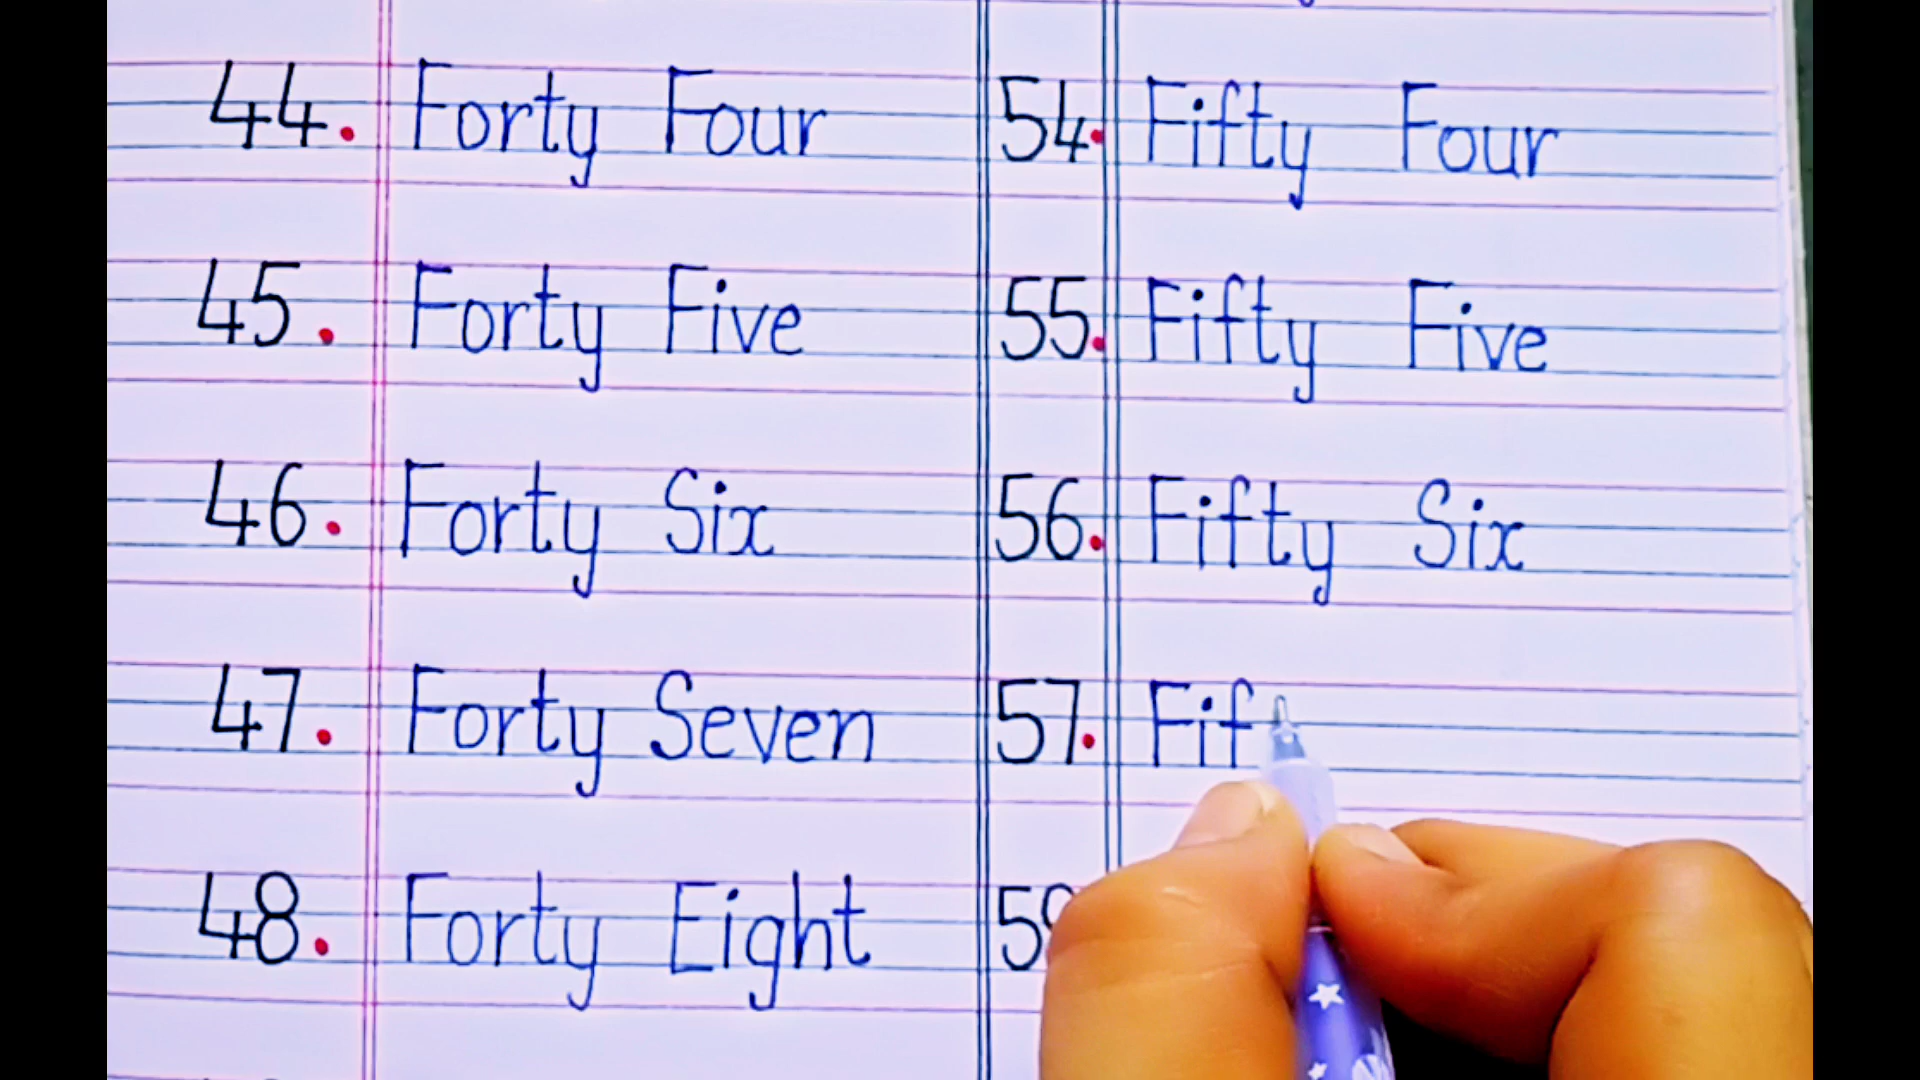 44. Forty Four
45. Forty Five
46. Forty Six
47. Forty Seven
48. Forty Eight
54. Fifty Four
55. Fifty Five
56. Fifty Six
57. Fif